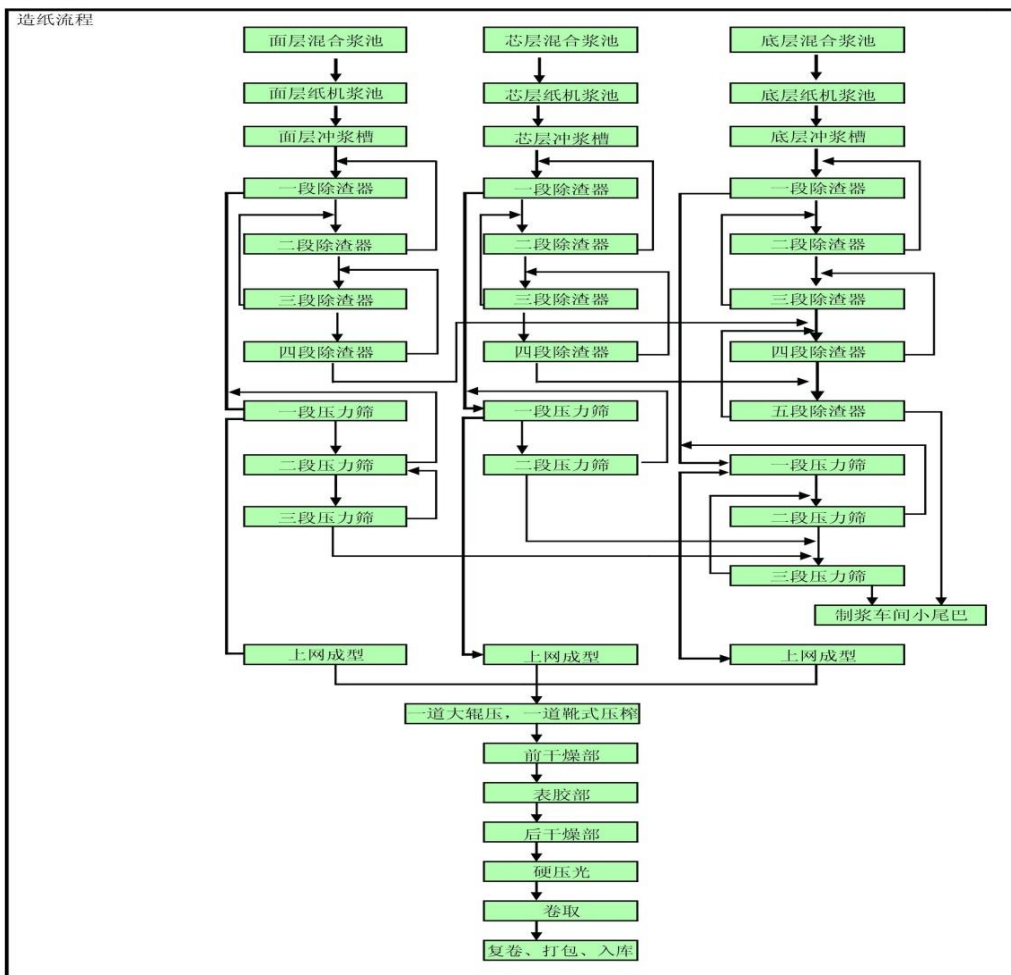 造纸流程
面层混合浆池
芯层混合浆池
底层混合浆池
面层纸机浆池
芯层纸机浆池
底层纸机浆池
面层冲浆槽
芯层冲浆槽
底层冲浆槽
一段除渣器
一段除渣器
一段除渣器
二段除渣器
二段除渣器
二段除渣器
三段除渣器
三段除渣器
三段除渣器
四段除渣器
四段除渣器
四段除渣器
一段压力筛
一段压力筛
五段除渣器
二段压力筛
二段压力筛
一段压力筛
三段压力筛
二段压力筛
三段压力筛
制浆车间小尾巴
上网成型
上网成型
上网成型
一道大辊压，一道靴式压榨
前干燥部
表胶部
后干燥部
硬压光
卷取
复卷、打包、入库